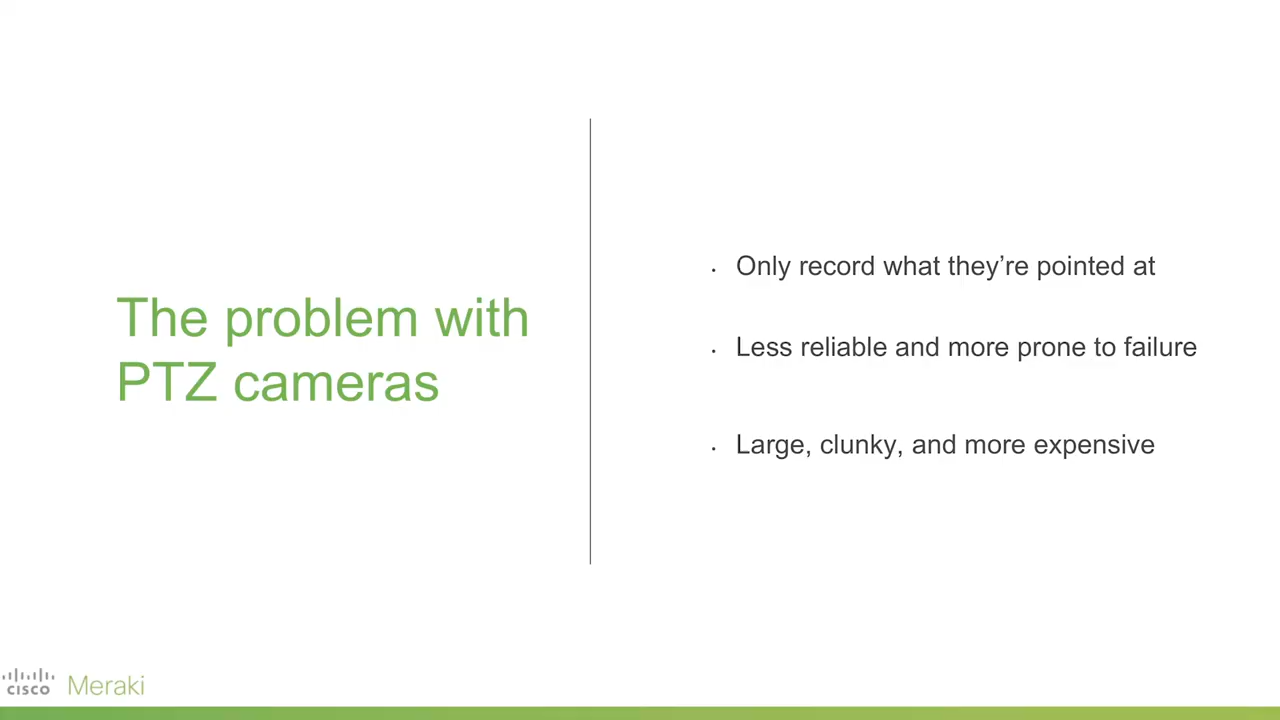 The problem with
PTZ cameras
• Only record what they’re pointed at
• Less reliable and more prone to failure
• Large, clunky, and more expensive
CISCO Meraki